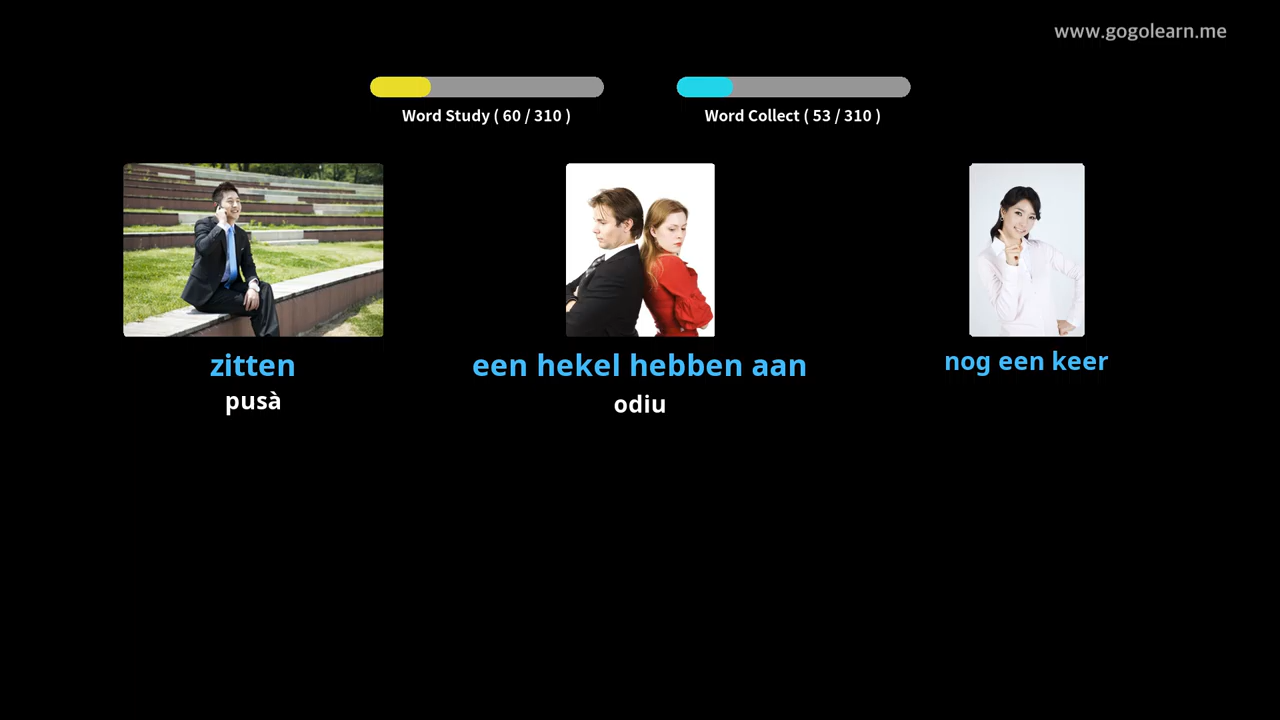 www.gogolearn.me
Word Study ( 60 / 310 )
Word Collect ( 53 / 310 )
zitten
pusà
een hekel hebben aan
odiu
nog een keer